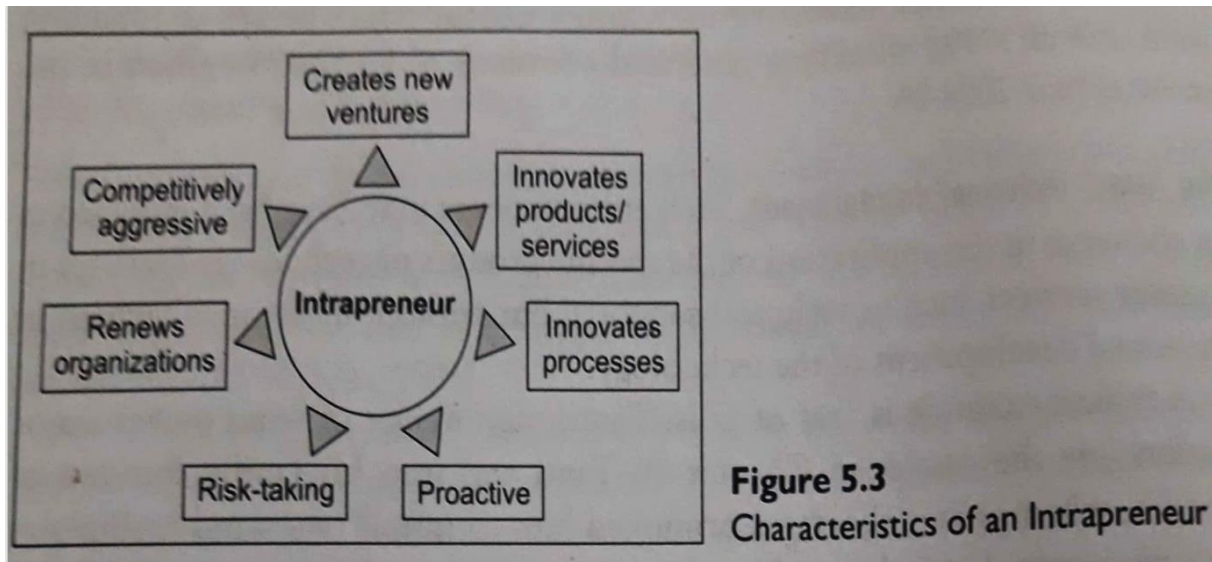 Creates new
ventures
Innovates
products/
services
Innovates
processes
Proactive
Risk-taking
Renews
organizations
Competitively
aggressive
Intrapreneur
Figure 5.3
Characteristics of an Intrapreneur